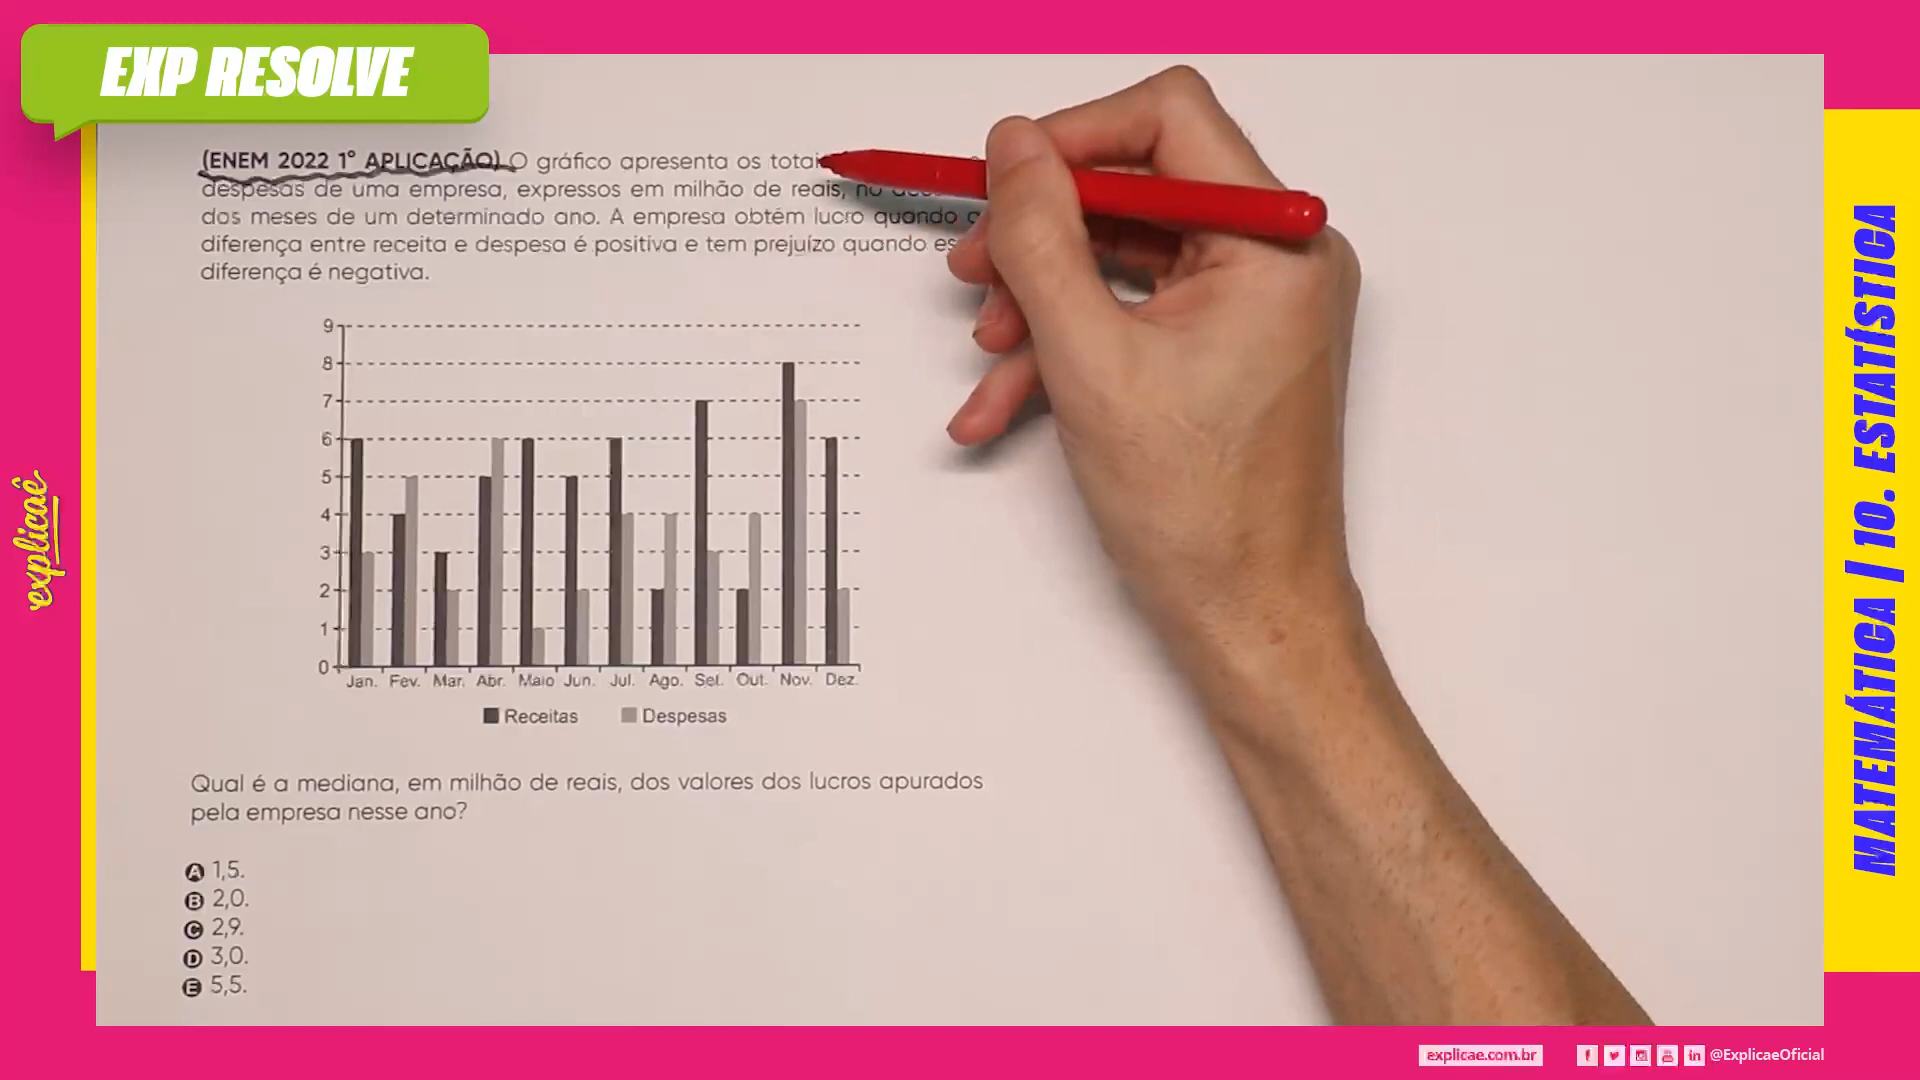 EXP RESOLVE
(ENEM 2022 1° APLICAÇÃO) O gráfico apresenta os
despesas de uma empresa, expressos em milhão de reais,
dos meses de um determinado ano. A empresa obtém lucro quando
diferença entre receita e despesa é positiva e tem prejuízo quando
diferença é negativa.
9
8
7
6
5
4
3
2
1
0
Jan. Fev. Mar. Abr. Maio Jun. Jul. Ago. Set. Out. Nov. Dez.
Receitas Despesas
Qual é a mediana, em milhão de reais, dos valores dos lucros apurados
pela empresa nesse ano?
A 1,5.
B 2,0.
C 2,9.
D 3,0.
E 5,5.
explicaê
MATEMÁTICA | 10. ESTATÍSTICA
explicae.com.br
@ExplicaeOficial